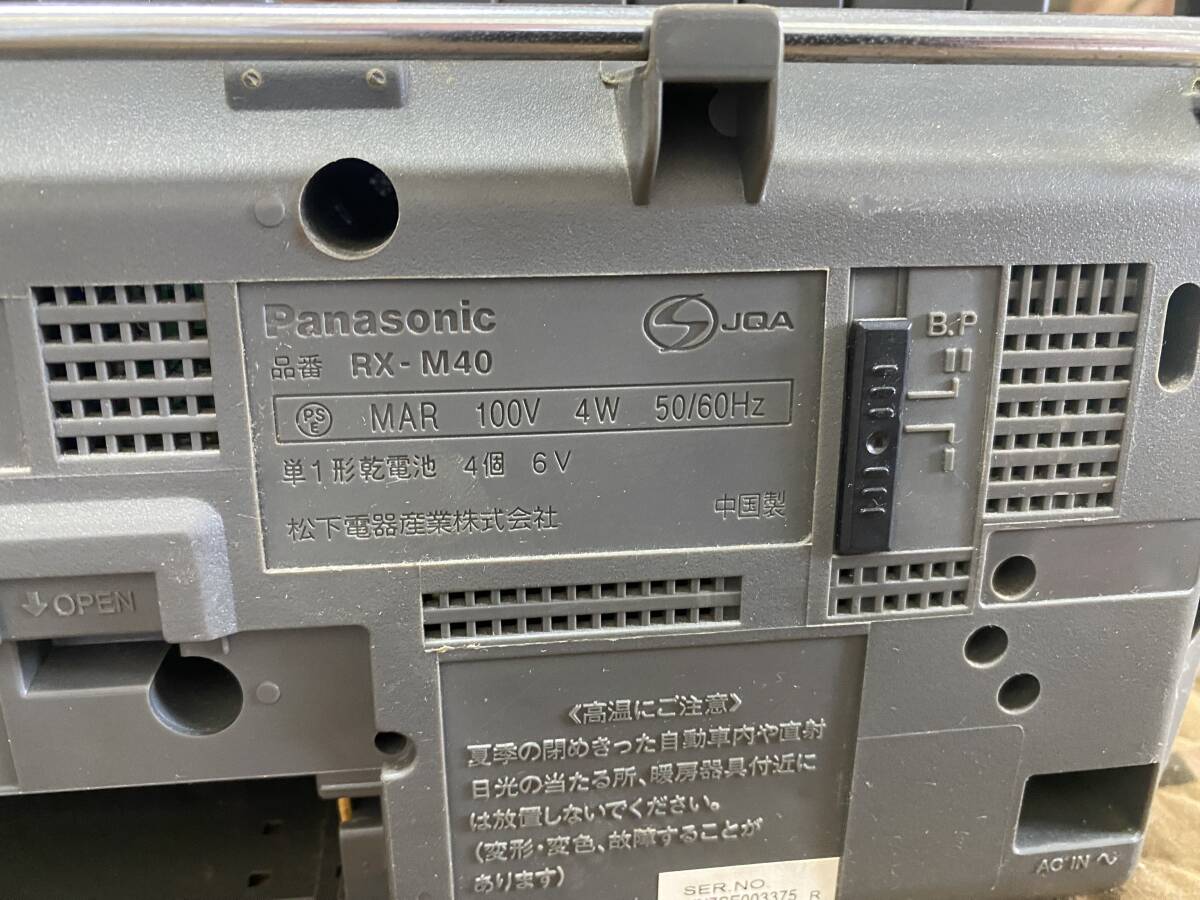 Panasonic
JQA
品番 RX-M40
PS E MAR 100V 4W 50/60Hz
単1形乾電池 4個 6V
松下電器産業株式会社 中国製
B.P
II
I
OPEN
《高温にご注意》
夏季の閉めきった自動車内や直射
日光の当たる所、暖房器具付近に
は放置しないでください。
(変形・変色、故障することが
あります)
SER.NO.
AC IN ~